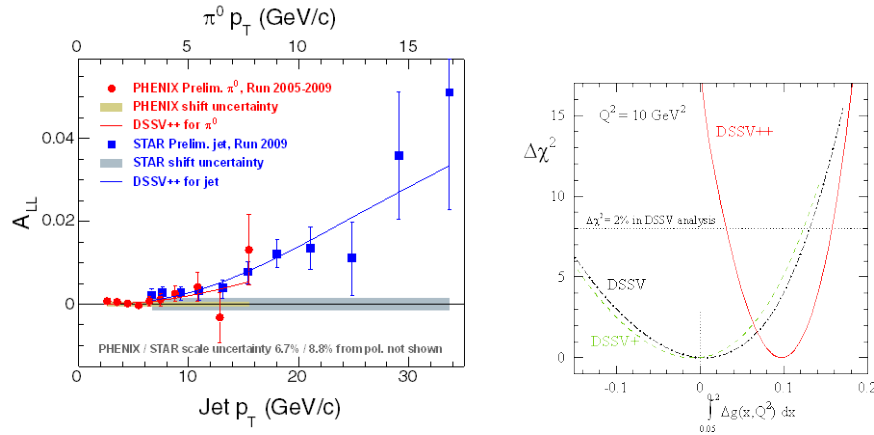 π⁰ p_T (GeV/c)
0 5 10 15
PHENIX Prelim. π⁰, Run 2005-2009
PHENIX shift uncertainty
DSSV++ for π⁰
STAR Prelim. jet, Run 2009
STAR shift uncertainty
DSSV++ for jet
A_LL
0.04
0.02
0
PHENIX / STAR scale uncertainty 6.7% / 8.8% from pol. not shown
0 10 20 30
Jet p_T (GeV/c)
Q² = 10 GeV²
DSSV++
Δχ²
15
10
5
0
Δχ² = 2% in DSSV analysis
DSSV
DSSV+
-0.1 0 0.1 0.2
0.2
∫ Δg(x,Q²) dx
0.05